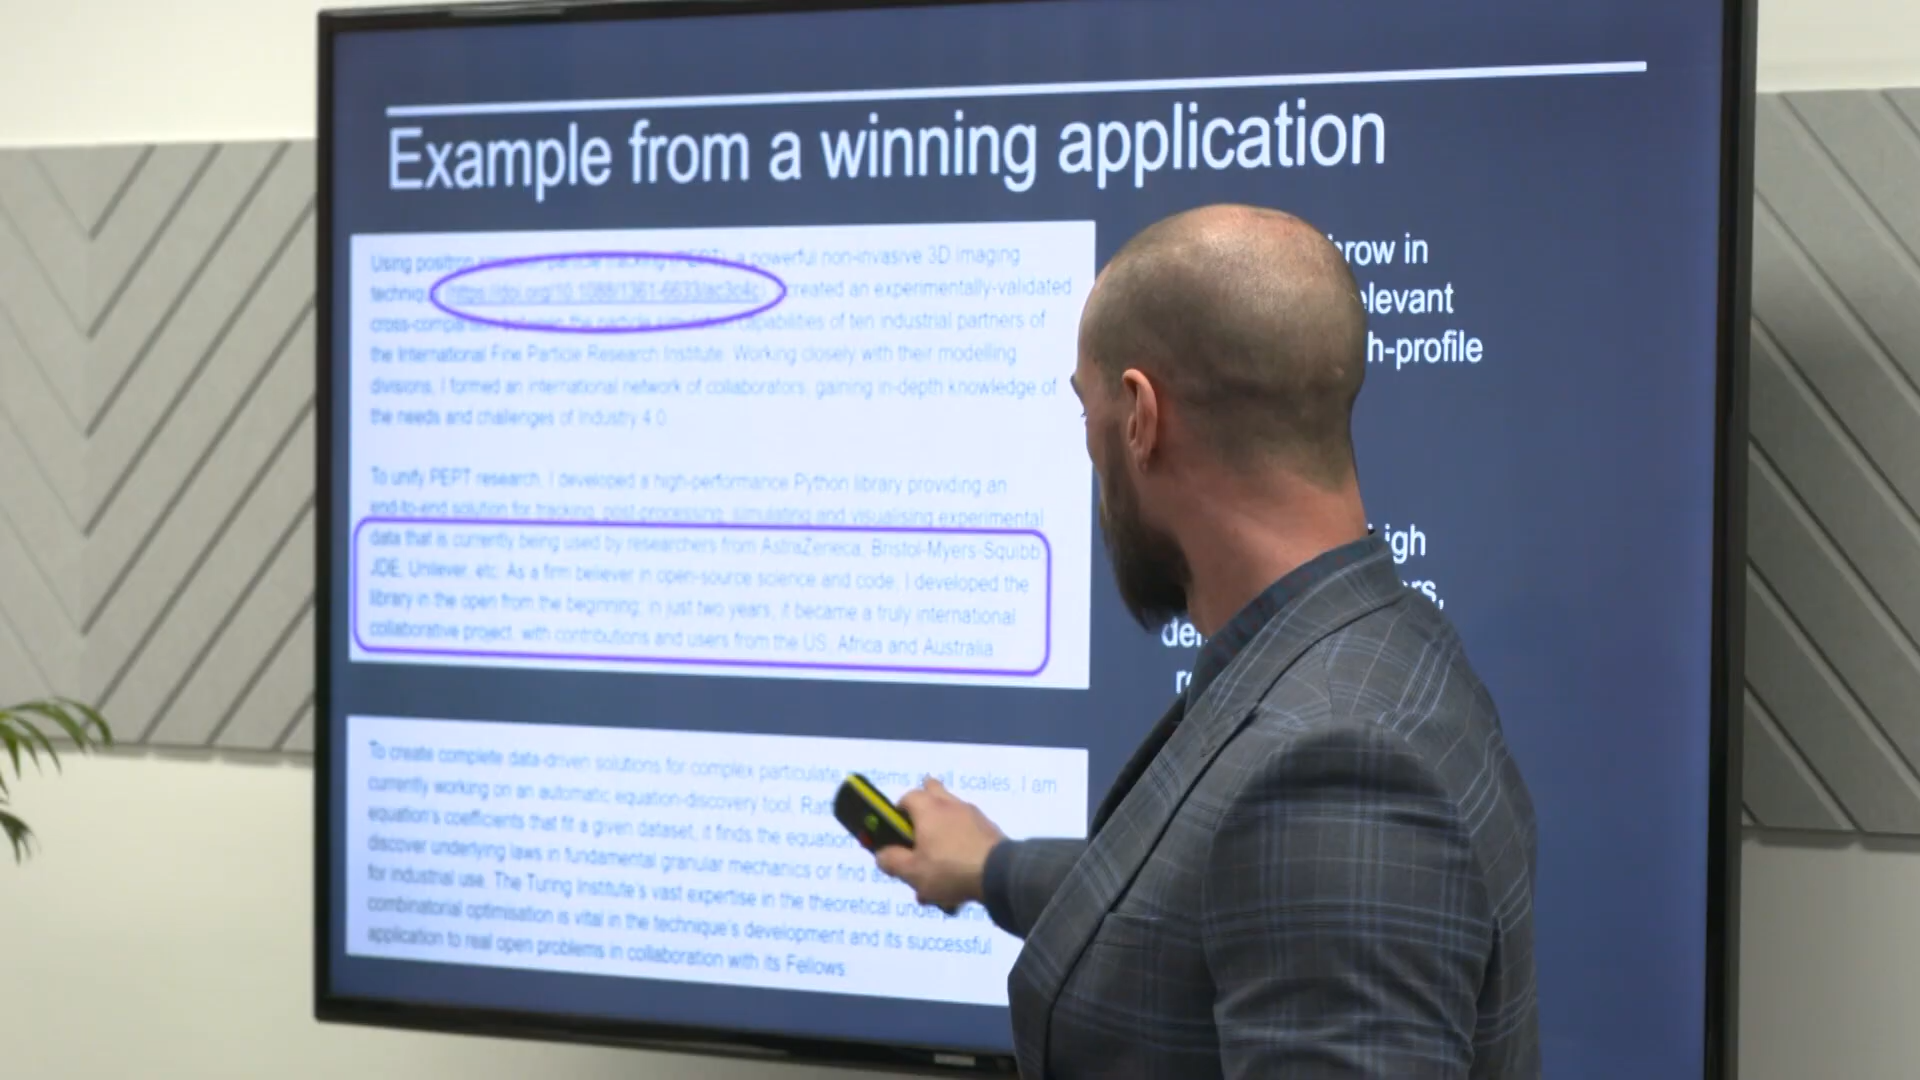 Example from a winning application
Using positron emission particle tracking (PEPT), a powerful non-invasive 3D imaging
technique (https://doi.org/10.1088/1361-6633/ac3c4c), I created an experimentally-validated
cross-comparison between the particle simulation capabilities of ten industrial partners of
the International Fine Particle Research Institute. Working closely with their modelling
divisions, I formed an international network of collaborators, gaining in-depth knowledge of
the needs and challenges of Industry 4.0.
To unify PEPT research, I developed a high-performance Python library providing an
end-to-end solution for tracking, post-processing, simulating and visualising experimental
data that is currently being used by researchers from AstraZeneca, Bristol-Myers-Squibb,
JDE, Unilever, etc. As a firm believer in open-source science and code, I developed the
library in the open from the beginning; in just two years, it became a truly international
collaborative project, with contributions and users from the US, Africa and Australia.
To create complete data-driven solutions for complex particulate systems at all scales, I am
currently working on an automatic equation-discovery tool.
equation's coefficients that fit a given dataset, it finds the equation
discover underlying laws in fundamental granular mechanics or find
for industrial use. The Turing Institute's vast expertise in the theoretical
combinatorial optimisation is vital in the technique's development and its successful
application to real open problems in collaboration with its Fellows.
row in
elevant
h-profile
igh
rs,